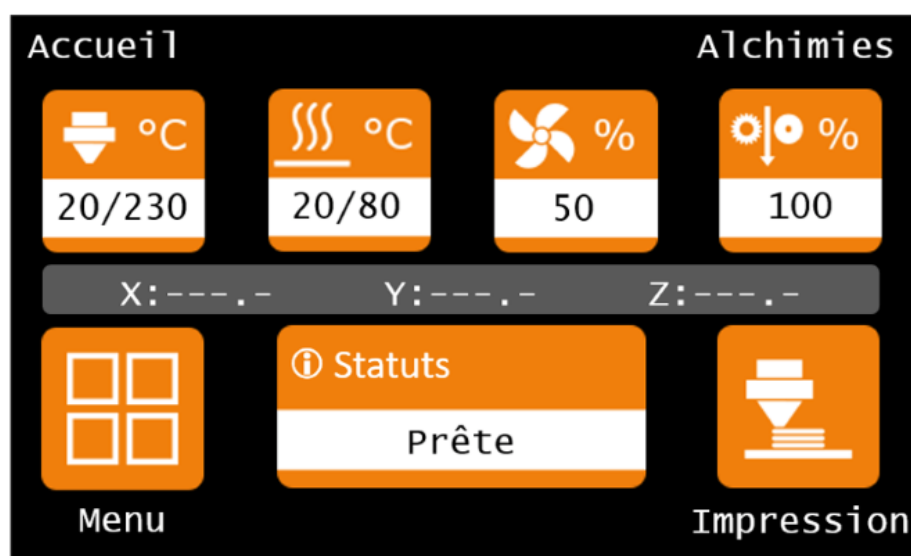 Accueil Alchimies
°C °C % %
20/230 20/80 50 100
X:---.- Y:---.- Z:---.-
Statuts
Prête
Menu Impression